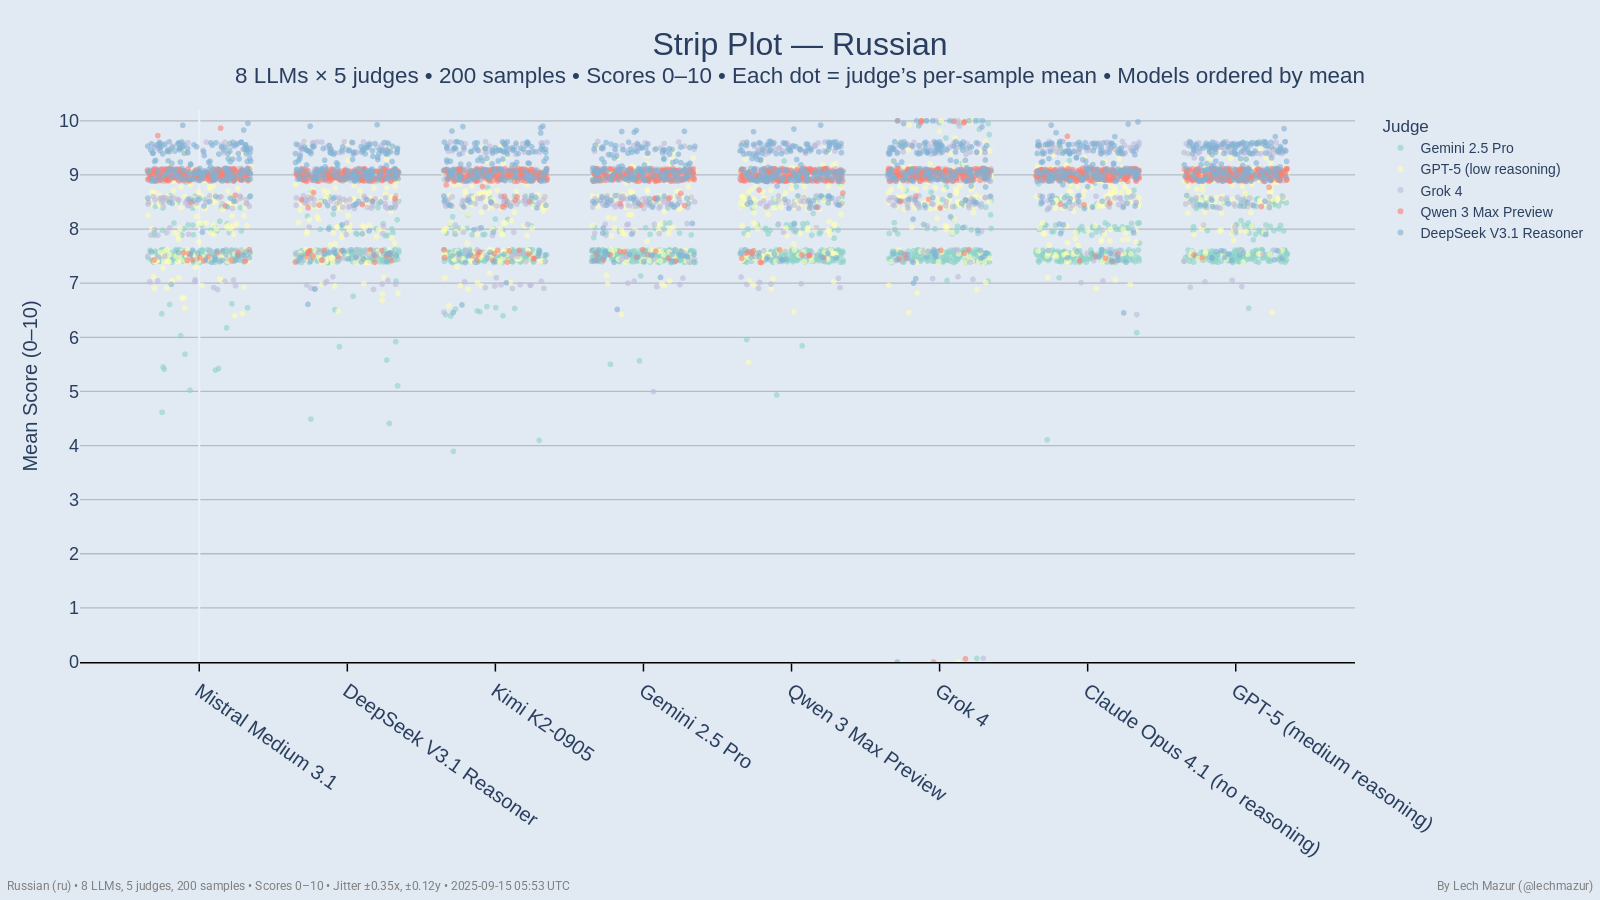 Strip Plot — Russian
8 LLMs × 5 judges • 200 samples • Scores 0–10 • Each dot = judge’s per-sample mean • Models ordered by mean
Mean Score (0–10)
10
9
8
7
6
5
4
3
2
1
0
Judge
Gemini 2.5 Pro
GPT-5 (low reasoning)
Grok 4
Qwen 3 Max Preview
DeepSeek V3.1 Reasoner
Mistral Medium 3.1
DeepSeek V3.1 Reasoner
Kimi K2-0905
Gemini 2.5 Pro
Qwen 3 Max Preview
Grok 4
Claude Opus 4.1 (no reasoning)
GPT-5 (medium reasoning)
Russian (ru) • 8 LLMs, 5 judges, 200 samples • Scores 0–10 • Jitter ±0.35x, ±0.12y • 2025-09-15 05:53 UTC
By Lech Mazur (@lechmazur)